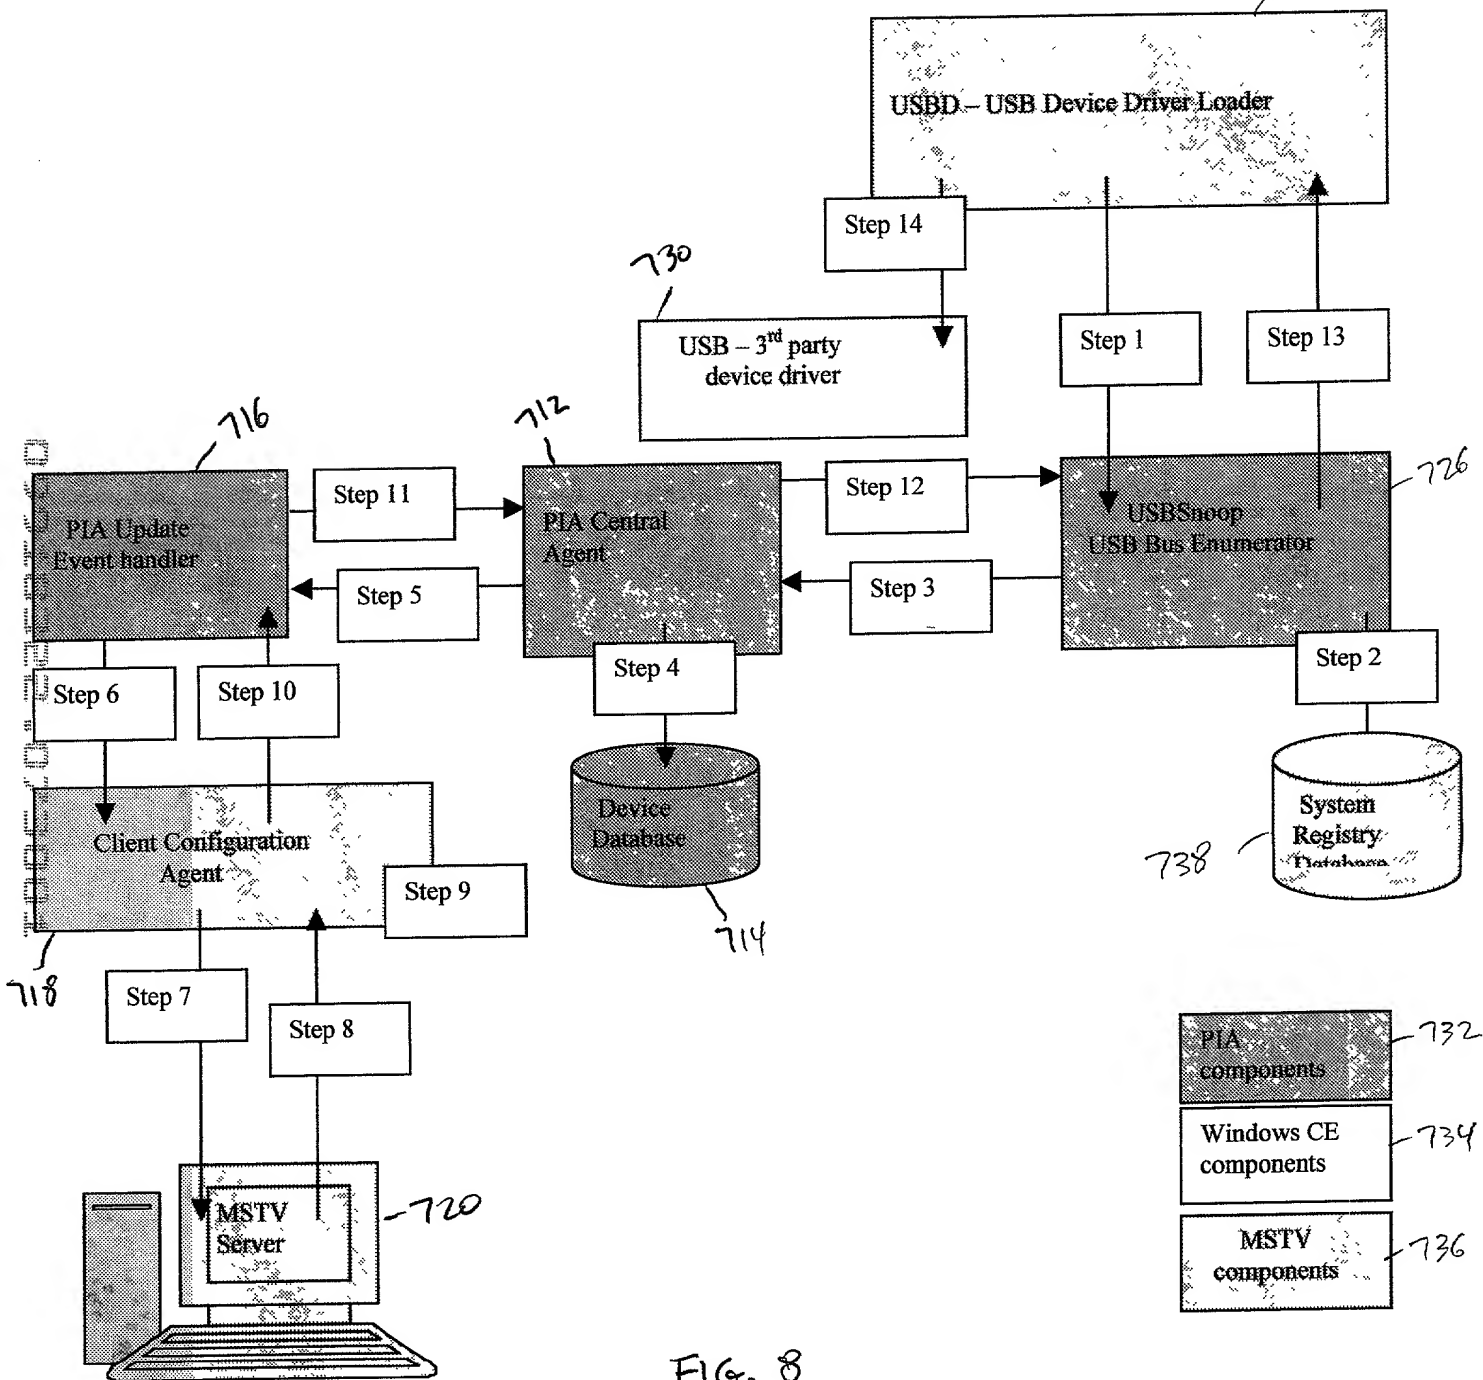 USBD – USB Device Driver Loader
Step 14
730
USB – 3rd party
device driver
Step 1
Step 13
716
712
726
PIA Update
Event handler
Step 11
PIA Central
Agent
Step 12
USBSnoop
USB Bus Enumerator
Step 5
Step 3
Step 6
Step 10
Step 4
Step 2
Client Configuration
Agent
Step 9
Device
Database
System
Registry
Database
738
718
714
Step 7
Step 8
PIA
components
732
Windows CE
components
734
MSTV
components
736
MSTV
Server
720
FIG. 8